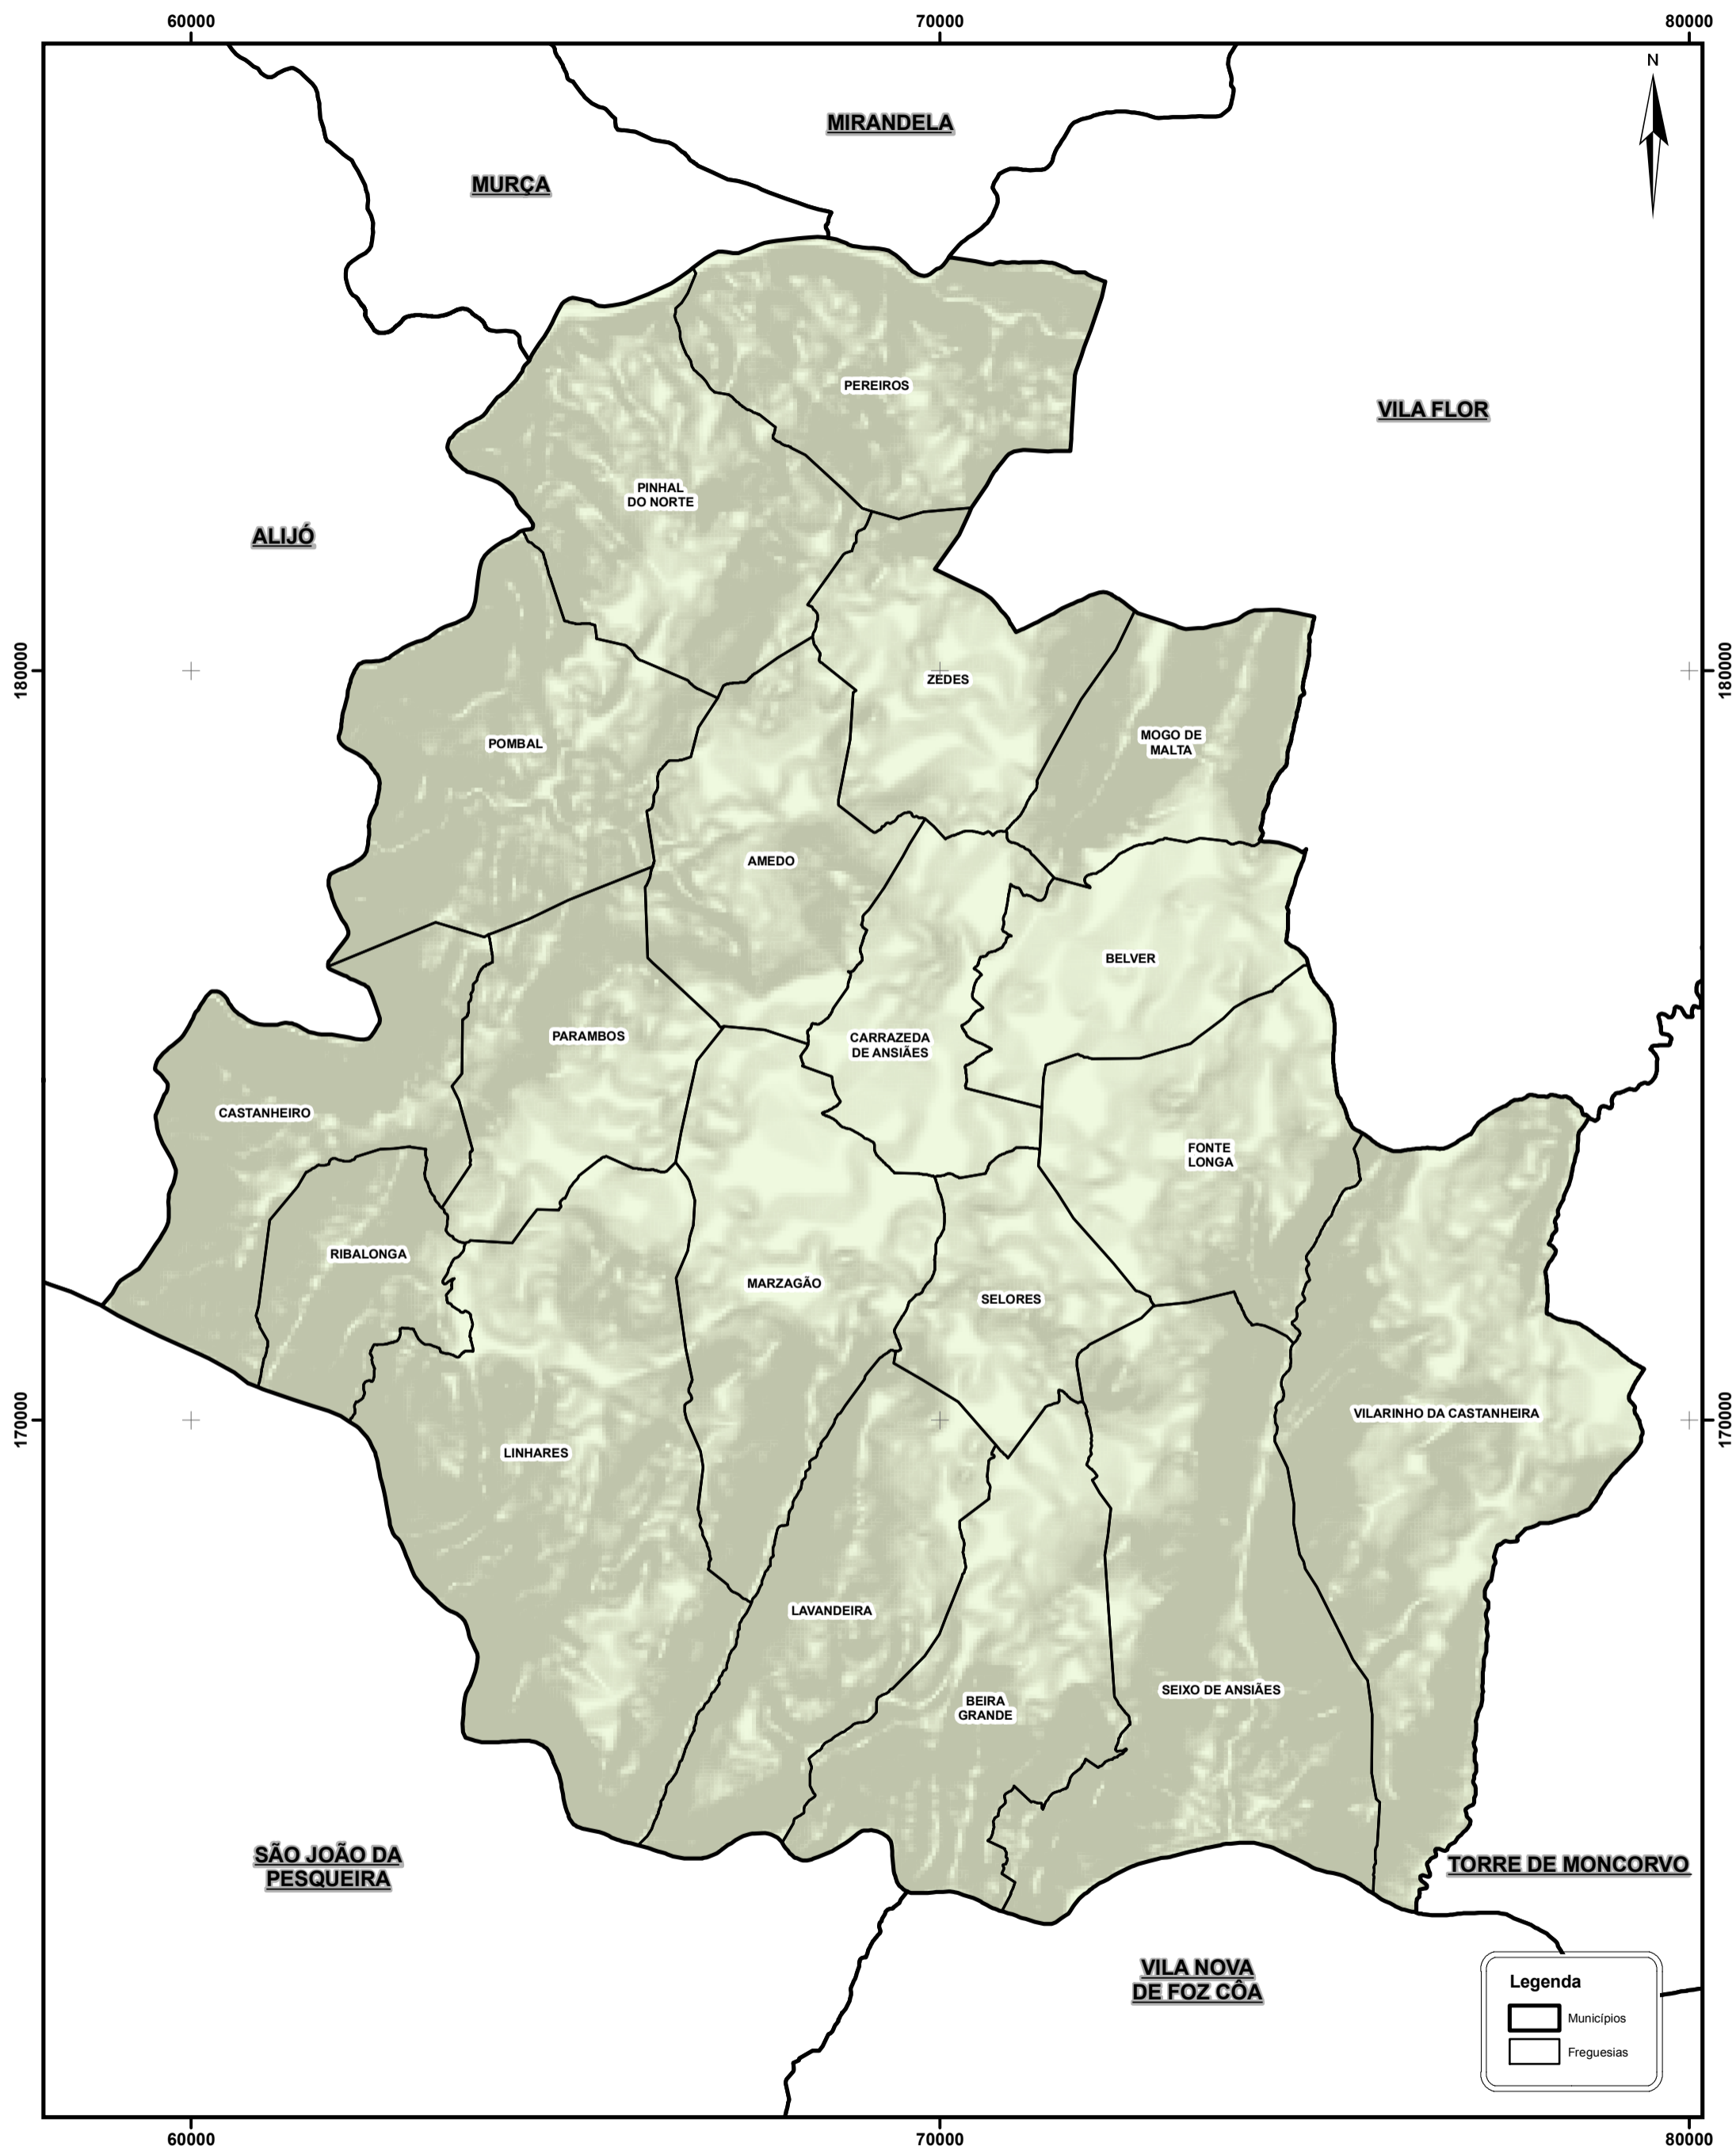 60000
70000
80000
N
MIRANDELA
MURÇA
PEREIROS
VILA FLOR
PINHAL
DO NORTE
ALIJÓ
180000
180000
ZEDES
POMBAL
MOGO DE
MALTA
AMEDO
BELVER
PARAMBOS
CARRAZEDA
DE ANSIÃES
CASTANHEIRO
FONTE
LONGA
RIBALONGA
MARZAGÃO
SELORES
170000
170000
VILARINHO DA CASTANHEIRA
LINHARES
LAVANDEIRA
SEIXO DE ANSIÃES
BEIRA
GRANDE
SÃO JOÃO DA
PESQUEIRA
TORRE DE MONCORVO
VILA NOVA
DE FOZ CÔA
Legenda
Municípios
Freguesias
60000
70000
80000